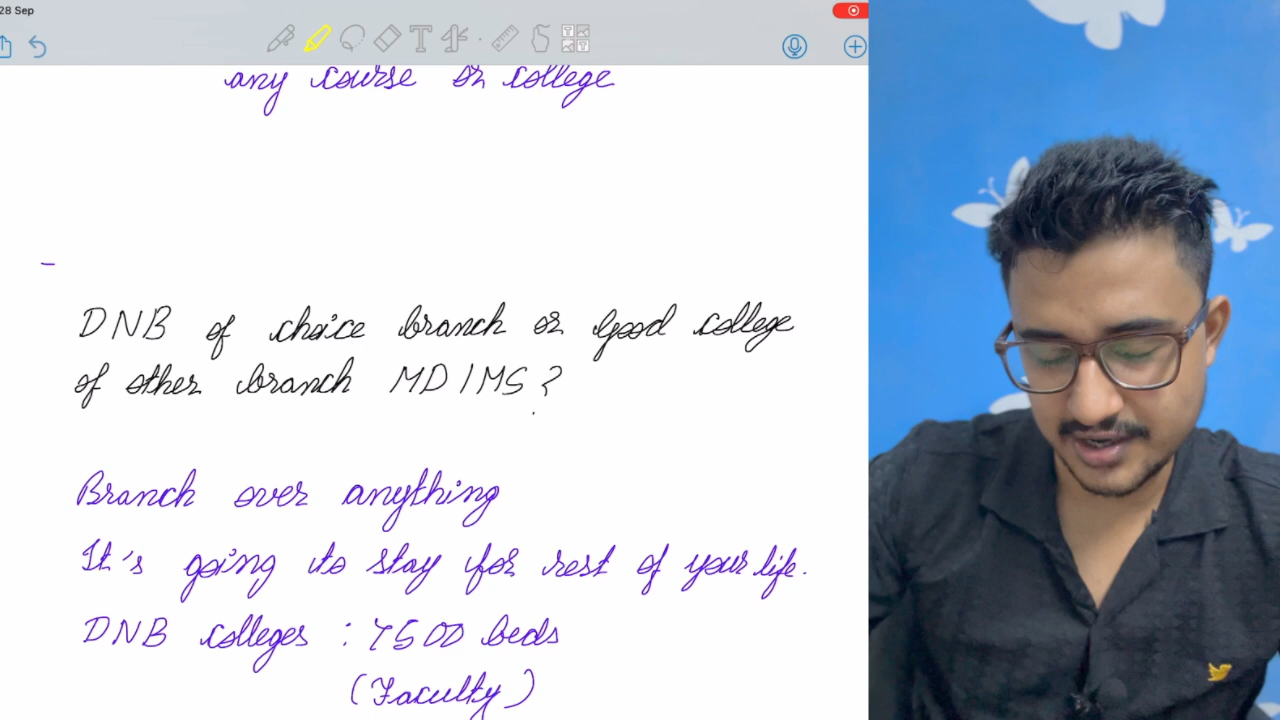 28 Sep
any course or college
DNB of choice branch or Good college
of other branch MD/MS?
Branch over anything
It's going to stay for rest of your life.
DNB colleges : 7500 beds
(Faculty)